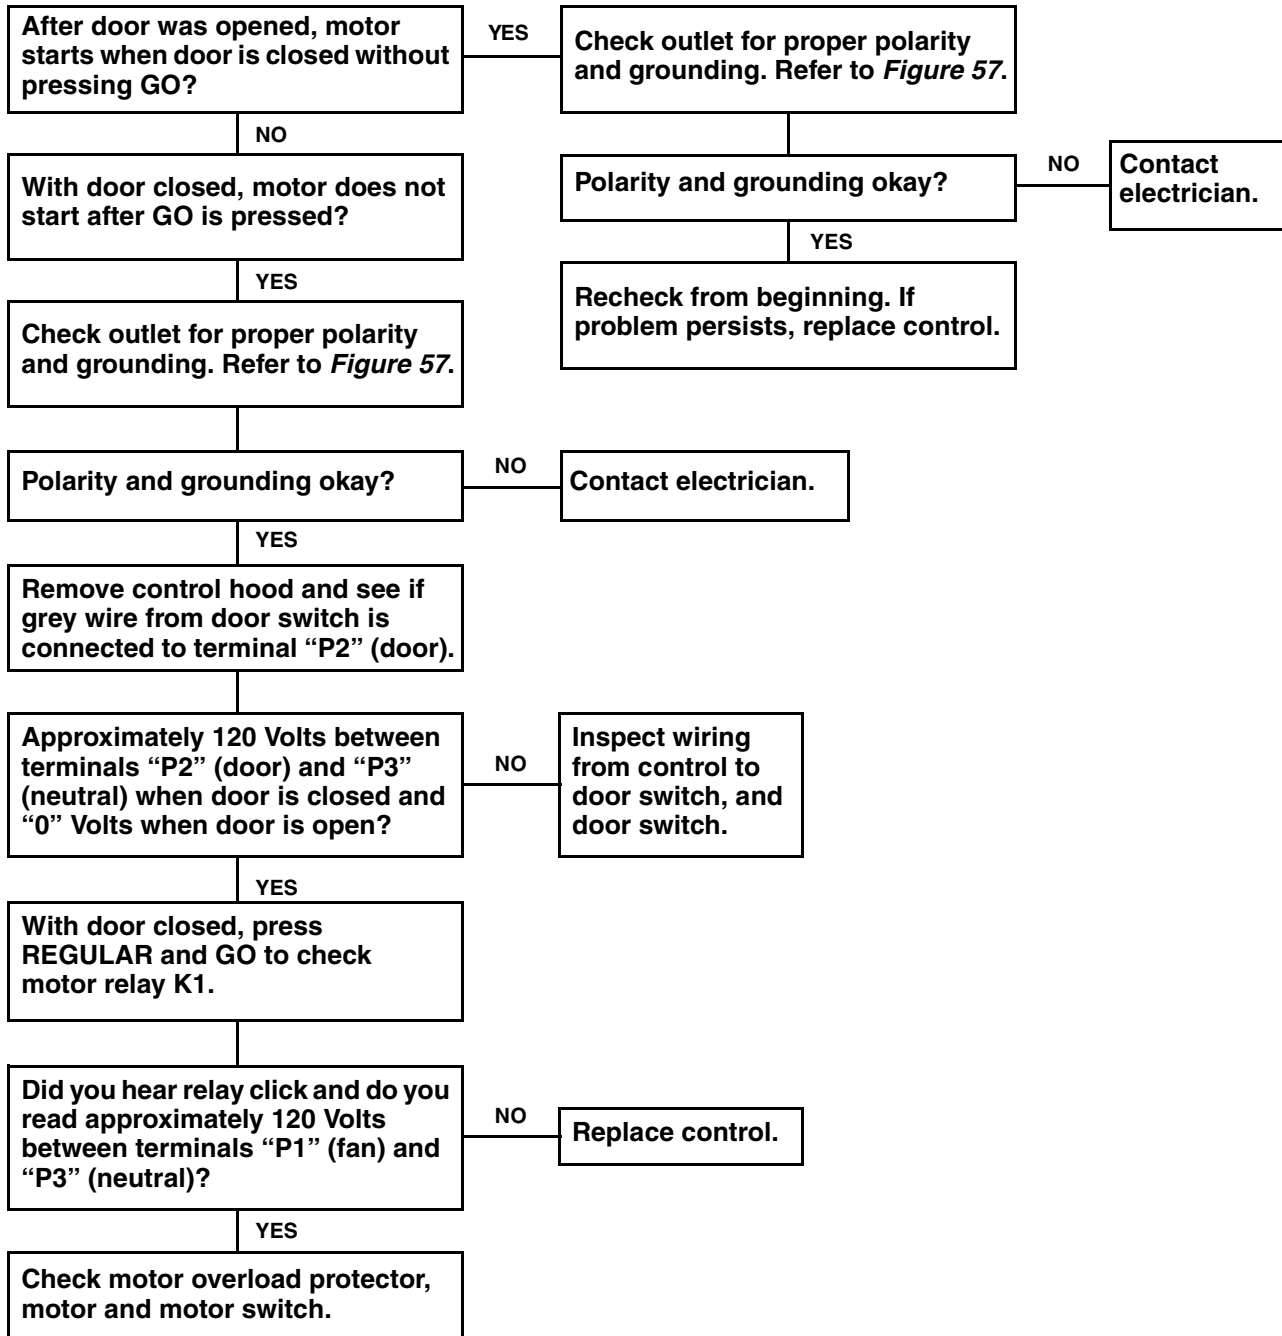 After door was opened, motor
starts when door is closed without
pressing GO?
YES
Check outlet for proper polarity
and grounding. Refer to Figure 57.
NO
With door closed, motor does not
start after GO is pressed?
Polarity and grounding okay?
NO
Contact
electrician.
YES
Recheck from beginning. If
problem persists, replace control.
YES
Check outlet for proper polarity
and grounding. Refer to Figure 57.
Polarity and grounding okay?
NO
Contact electrician.
YES
Remove control hood and see if
grey wire from door switch is
connected to terminal “P2” (door).
Approximately 120 Volts between
terminals “P2” (door) and “P3”
(neutral) when door is closed and
“0” Volts when door is open?
NO
Inspect wiring
from control to
door switch, and
door switch.
YES
With door closed, press
REGULAR and GO to check
motor relay K1.
Did you hear relay click and do you
read approximately 120 Volts
between terminals “P1” (fan) and
“P3” (neutral)?
NO
Replace control.
YES
Check motor overload protector,
motor and motor switch.